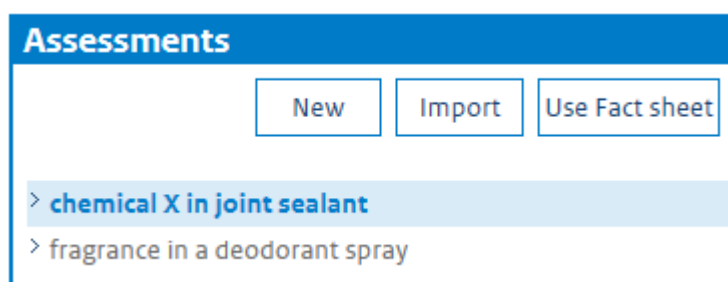 Assessments
New Import Use Fact sheet
chemical X in joint sealant
fragrance in a deodorant spray